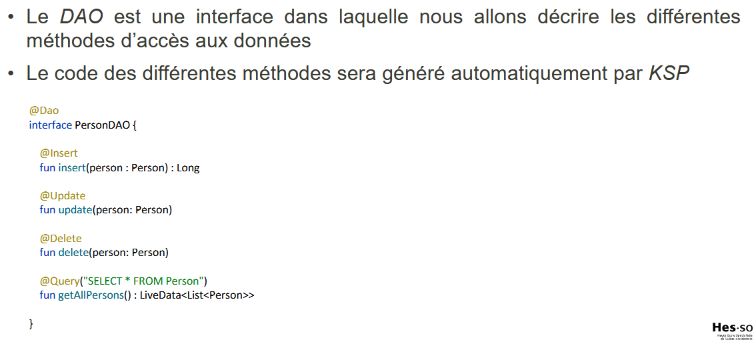 • Le DAO est une interface dans laquelle nous allons décrire les différentes
méthodes d'accès aux données
• Le code des différentes méthodes sera généré automatiquement par KSP
@Dao
interface PersonDAO {
@Insert
fun insert(person : Person) : Long
@Update
fun update(person: Person)
@Delete
fun delete(person: Person)
@Query("SELECT * FROM Person")
fun getAllPersons() : LiveData<List<Person>>
}
Hes·so